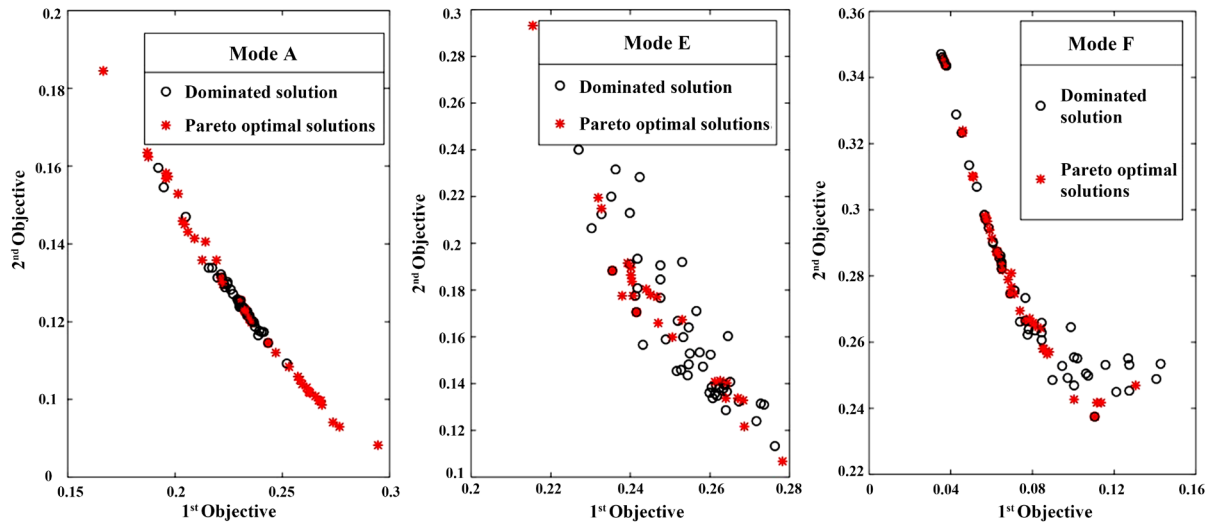 Mode A
Dominated solution
Pareto optimal solutions
0.2
0.18
0.16
0.14
0.12
0.1
0
2nd Objective
0.15
0.2
0.25
0.3
1st Objective
Mode E
Dominated solution
Pareto optimal solutions.
0.3
0.28
0.26
0.24
0.22
0.2
0.18
0.16
0.14
0.12
0.1
2nd Objective
0.2
0.22
0.24
0.26
0.28
1st Objective
Mode F
Dominated
solution
Pareto optimal
solutions
0.36
0.34
0.32
0.3
0.28
0.26
0.24
0.22
2nd Objective
0
0.04
0.08
0.12
0.16
1st Objective